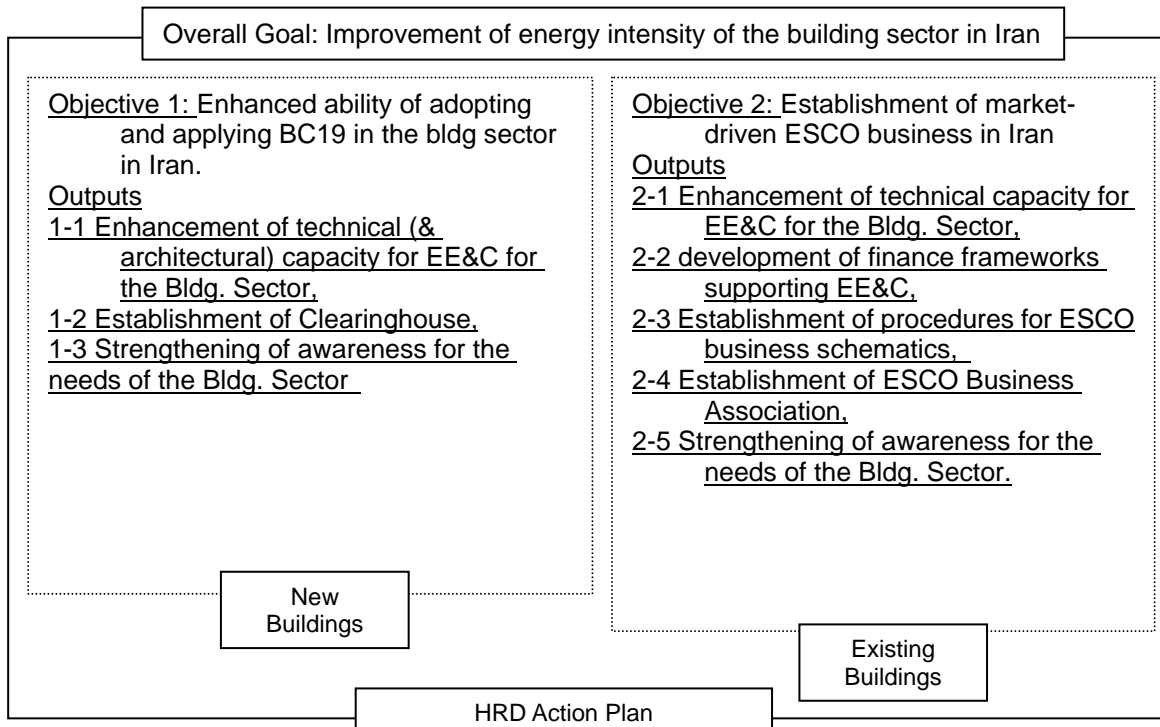 Overall Goal: Improvement of energy intensity of the building sector in Iran
Objective 1: Enhanced ability of adopting
and applying BC19 in the bldg sector
in Iran.
Outputs
1-1 Enhancement of technical (&
architectural) capacity for EE&C for
the Bldg. Sector,
1-2 Establishment of Clearinghouse,
1-3 Strengthening of awareness for the
needs of the Bldg. Sector
New
Buildings
Objective 2: Establishment of market-
driven ESCO business in Iran
Outputs
2-1 Enhancement of technical capacity for
EE&C for the Bldg. Sector,
2-2 development of finance frameworks
supporting EE&C,
2-3 Establishment of procedures for ESCO
business schematics,
2-4 Establishment of ESCO Business
Association,
2-5 Strengthening of awareness for the
needs of the Bldg. Sector.
Existing
Buildings
HRD Action Plan